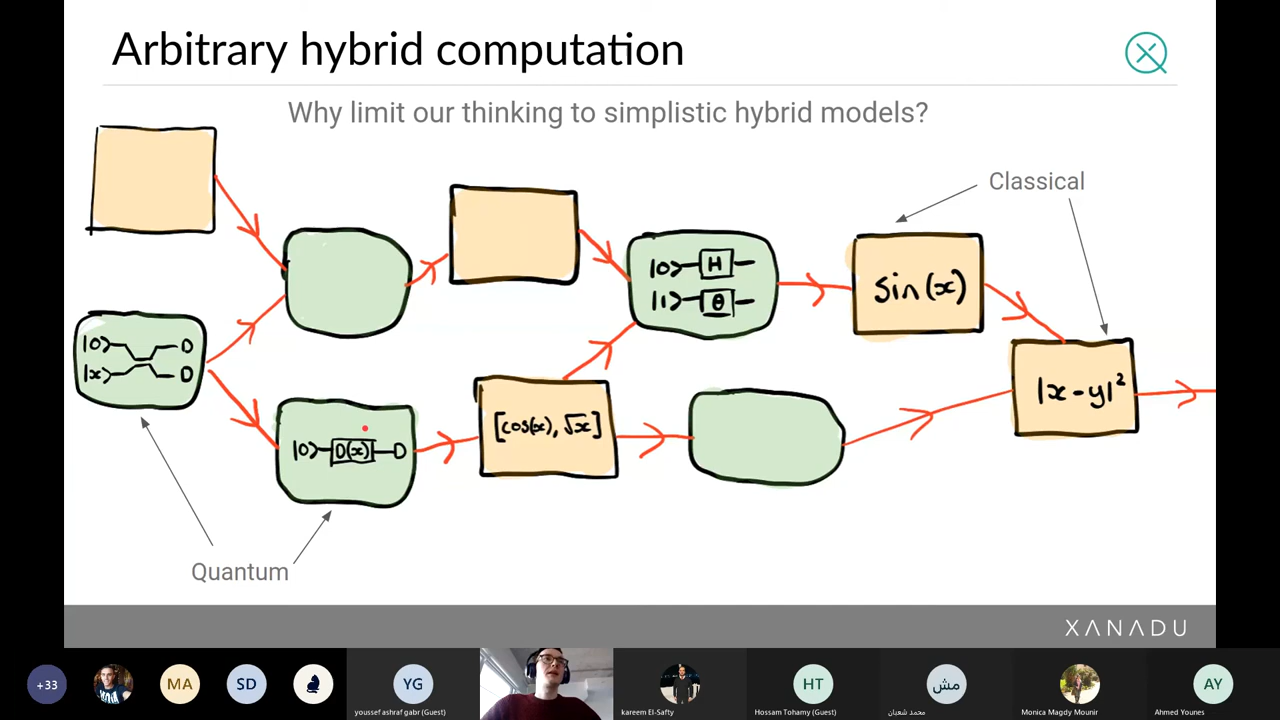 Arbitrary hybrid computation
Why limit our thinking to simplistic hybrid models?
Classical
|0> H
|1> θ
sin(x)
|0> D
|x> D
|x-y|²
[cos(x), √x]
|0> D(x) D
Quantum
XANADU
+33
MA
SD
YG
HT
مش
AY
youssef ashraf gabr (Guest)
kareem El-Safty
Hossam Tohamy (Guest)
محمد شعبان
Monica Magdy Mounir
Ahmed Younes